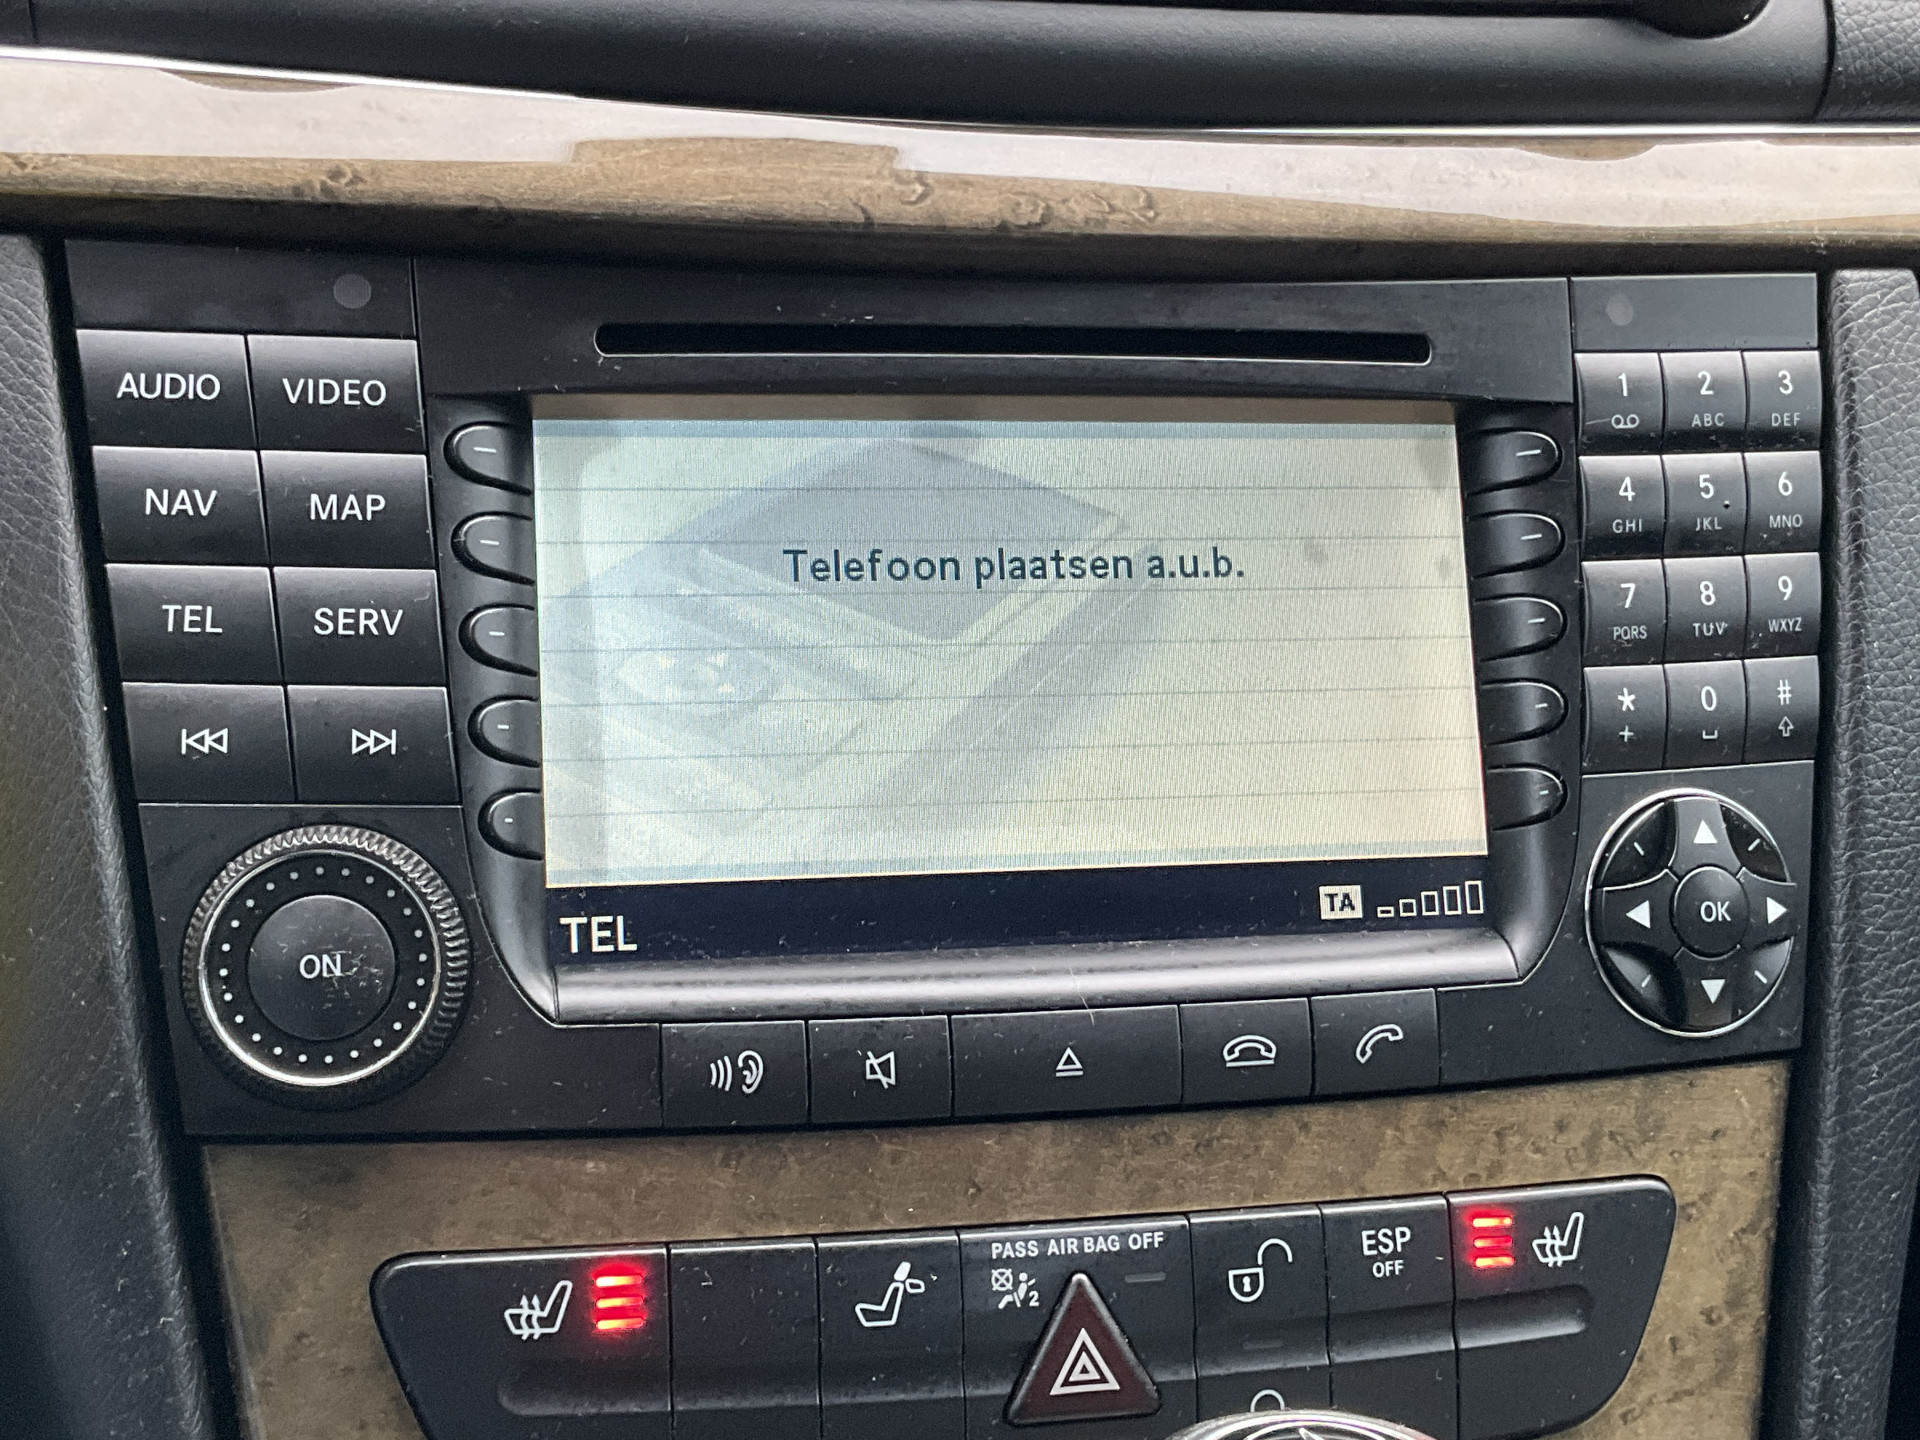 AUDIO VIDEO
NAV MAP
TEL SERV
ON
Telefoon plaatsen a.u.b.
TEL
TA
1 2 3
ABC DEF
4 5 6
GHI JKL MNO
7 8 9
PQRS TUV WXYZ
* 0 #
+
OK
PASS AIR BAG OFF
2
ESP
OFF